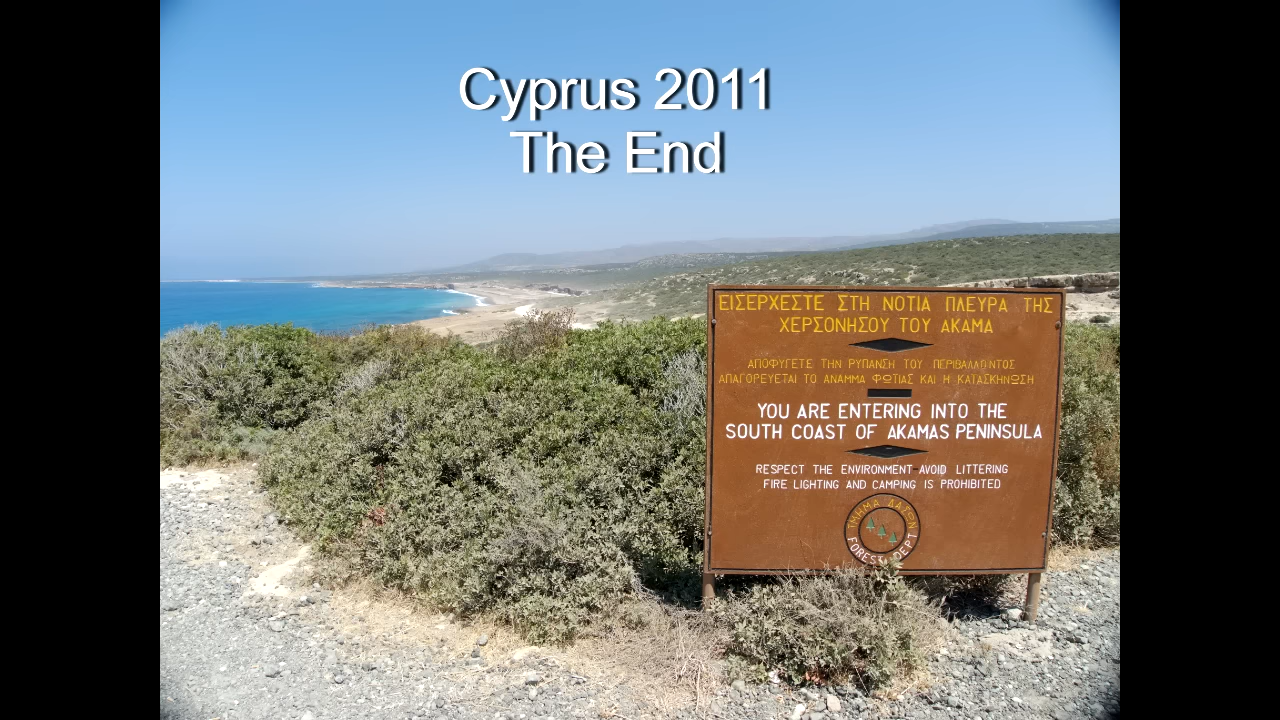 Cyprus 2011
The End
ΕΙΣΕΡΧΕΣΤΕ ΣΤΗ ΝΟΤΙΑ ΠΛΕΥΡΑ ΤΗΣ
ΧΕΡΣΟΝΗΣΟΥ ΤΟΥ ΑΚΑΜΑ
ΑΠΟΦΥΓΕΤΕ ΤΗΝ ΡΥΠΑΝΣΗ ΤΟΥ ΠΕΡΙΒΑΛΛΟΝΤΟΣ
ΑΠΑΓΟΡΕΥΕΤΑΙ ΤΟ ΑΝΑΜΜΑ ΦΩΤΙΑΣ ΚΑΙ Η ΚΑΤΑΣΚΗΝΩΣΗ
YOU ARE ENTERING INTO THE
SOUTH COAST OF AKAMAS PENINSULA
RESPECT THE ENVIRONMENT-AVOID LITTERING
FIRE LIGHTING AND CAMPING IS PROHIBITED
ΤΜΗΜΑ ΔΑΣΩΝ
FOREST DEPT